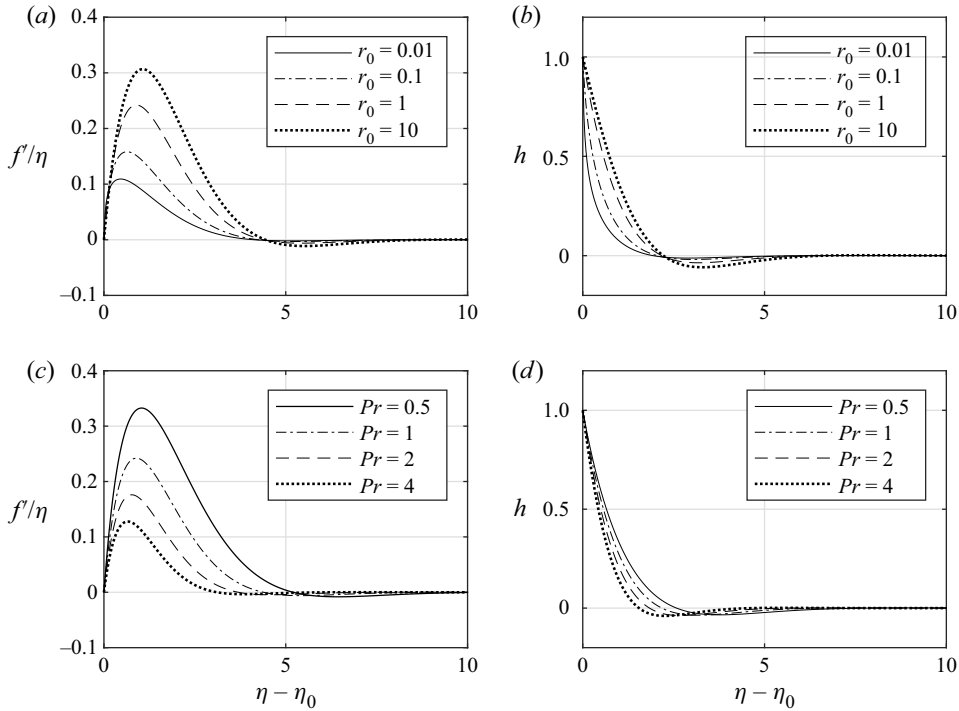 (a)
0.4
0.3
0.2
0.1
0
–0.1
f′/η
r0 = 0.01
r0 = 0.1
r0 = 1
r0 = 10
0
5
10
(b)
1.0
0.5
0
h
r0 = 0.01
r0 = 0.1
r0 = 1
r0 = 10
0
5
10
(c)
0.4
0.3
0.2
0.1
0
–0.1
f′/η
Pr = 0.5
Pr = 1
Pr = 2
Pr = 4
0
5
10
η – η0
(d)
1.0
0.5
0
h
Pr = 0.5
Pr = 1
Pr = 2
Pr = 4
0
5
10
η – η0